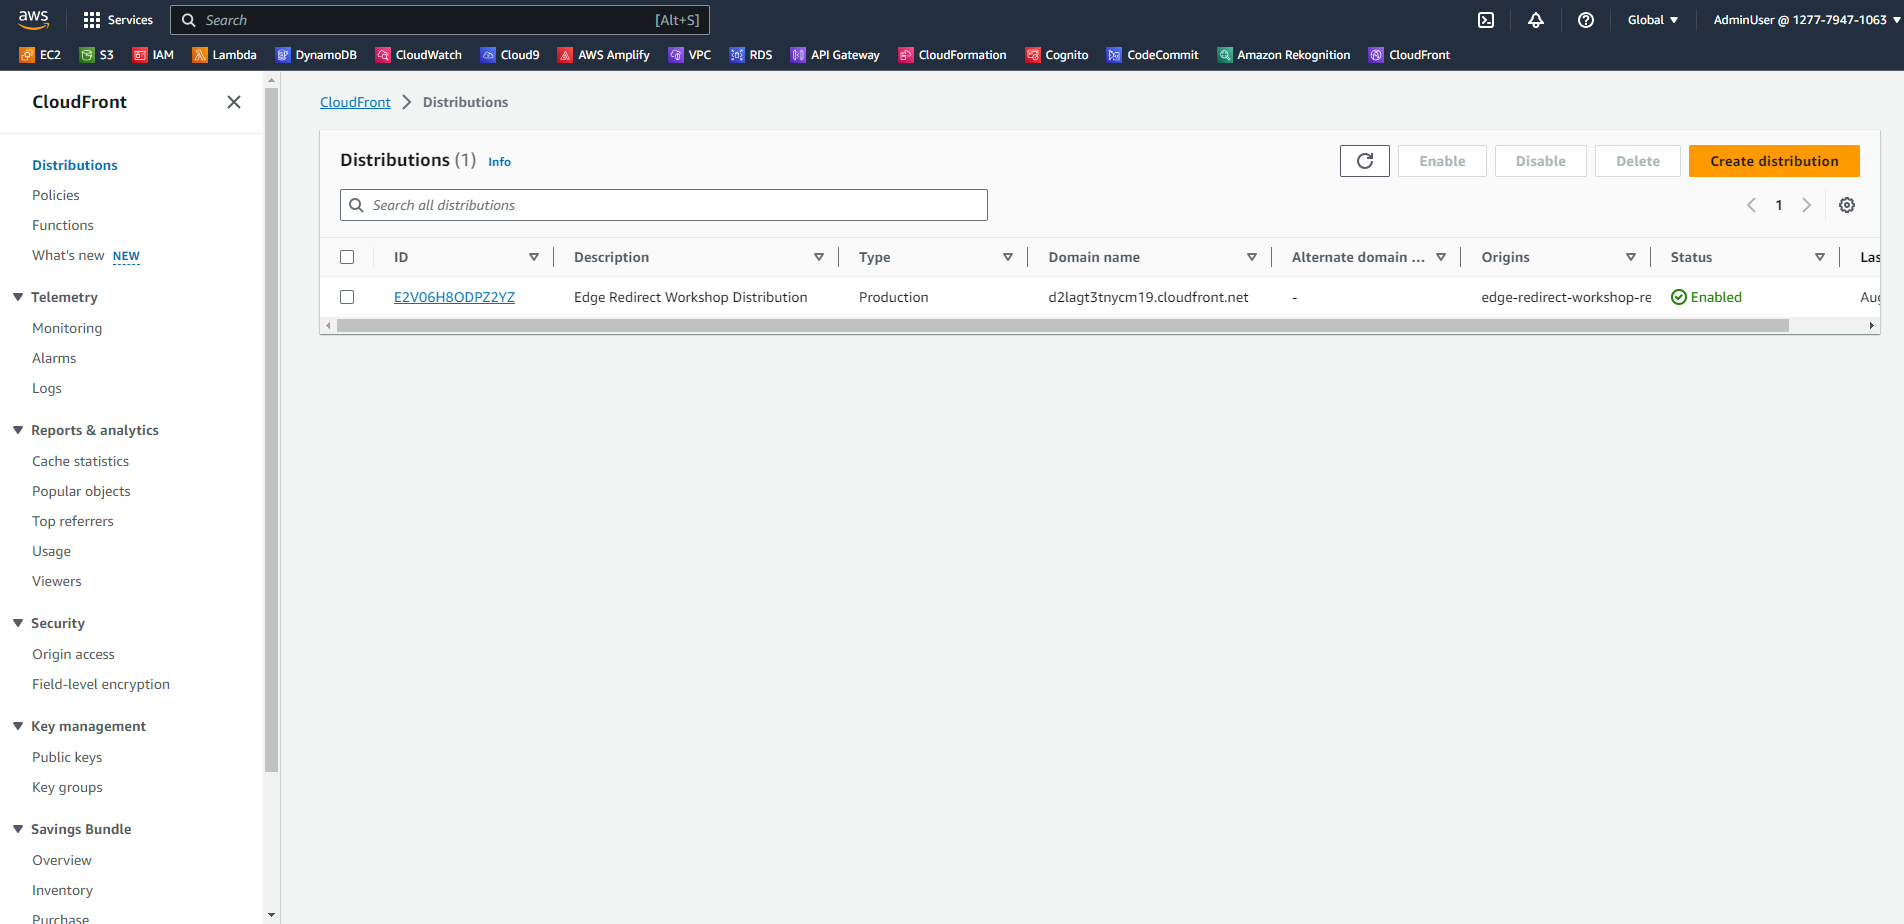 aws Services Search [Alt+S] Global AdminUser @ 1277-7947-1063
EC2 S3 IAM Lambda DynamoDB CloudWatch Cloud9 AWS Amplify VPC RDS API Gateway CloudFormation Cognito CodeCommit Amazon Rekognition CloudFront
CloudFront
Distributions
Policies
Functions
What's new NEW
Telemetry
Monitoring
Alarms
Logs
Reports & analytics
Cache statistics
Popular objects
Top referrers
Usage
Viewers
Security
Origin access
Field-level encryption
Key management
Public keys
Key groups
Savings Bundle
Overview
Inventory
Purchase
CloudFront Distributions
Distributions (1) Info Enable Disable Delete Create distribution
Search all distributions 1
ID Description Type Domain name Alternate domain ... Origins Status Las
E2V06H8ODPZ2YZ Edge Redirect Workshop Distribution Production d2lagt3tnycm19.cloudfront.net - edge-redirect-workshop-re Enabled Aug